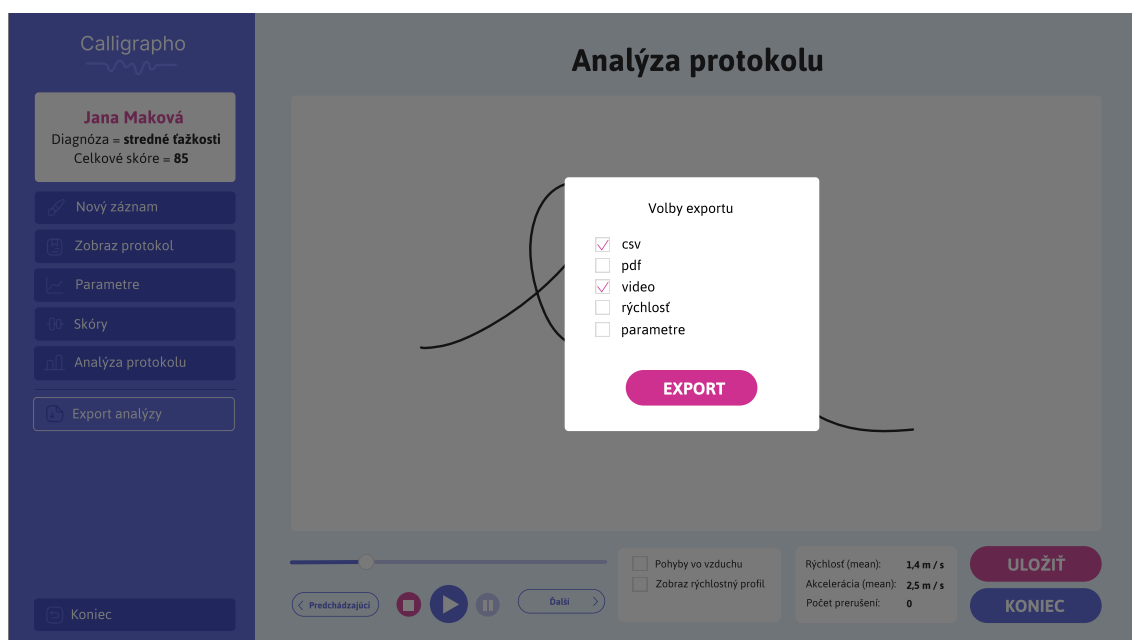 Calligrapho
Jana Maková
Diagnóza = stredné ťažkosti
Celkové skóre = 85
Nový záznam
Zobraz protokol
Parametre
Skóry
Analýza protokolu
Export analýzy
Koniec
Analýza protokolu
Volby exportu
csv
pdf
video
rýchlosť
parametre
EXPORT
Predchádzajúci
Ďalší
Pohyby vo vzduchu
Zobraz rýchlostný profil
Rýchlosť (mean): 1,4 m / s
Akcelerácia (mean): 2,5 m / s
Počet prerušení: 0
ULOŽIŤ
KONIEC